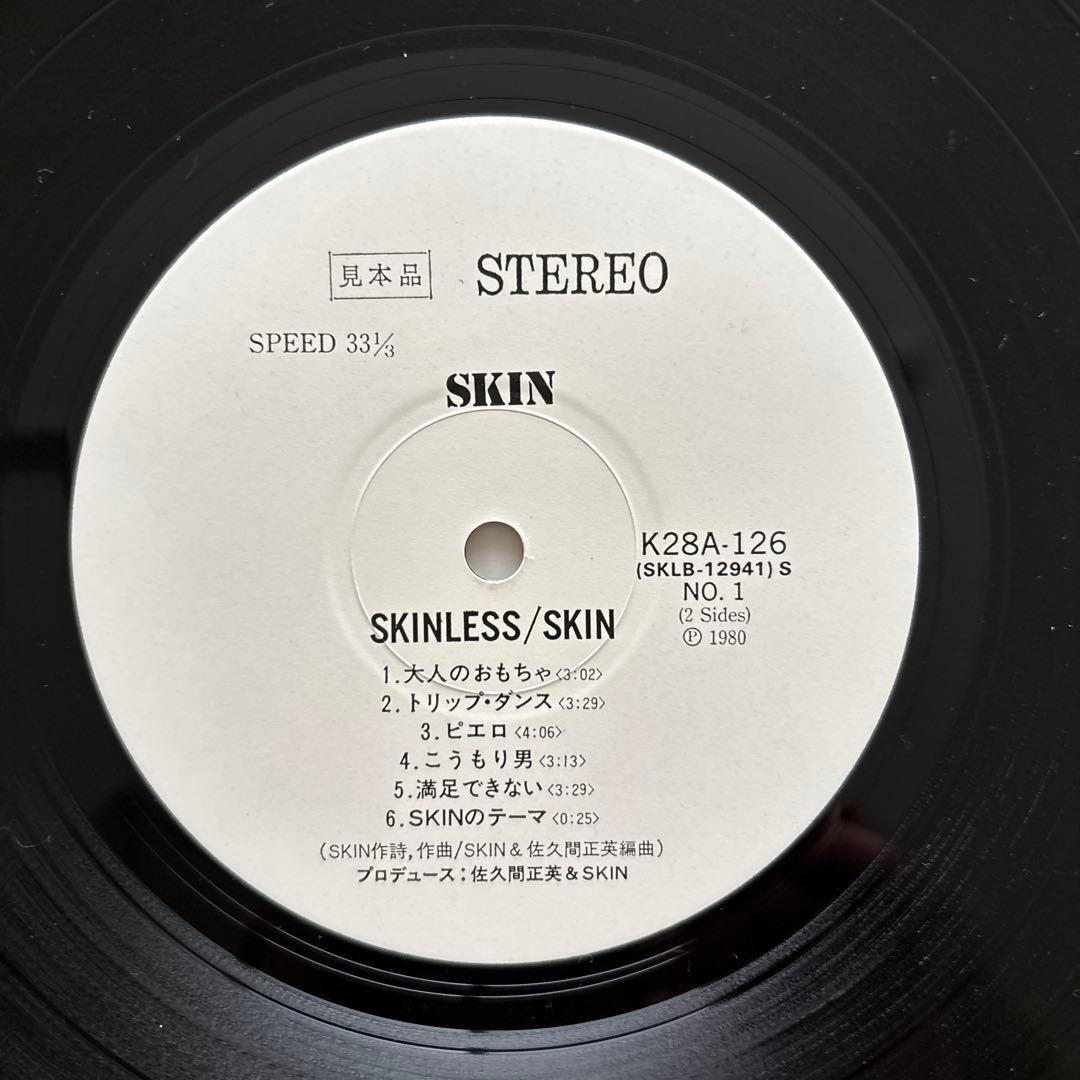 見本品 STEREO
SPEED 33⅓
SKIN
K28A-126
(SKLB-12941) S
NO. 1
(2 Sides)
Ⓟ 1980
SKINLESS/SKIN
1.大人のおもちゃ〈3:02〉
2.トリップ・ダンス〈3:29〉
3.ピエロ〈4:06〉
4.こうもり男〈3:13〉
5.満足できない〈3:29〉
6.SKINのテーマ〈0:25〉
(SKIN作詩,作曲/SKIN&佐久間正英編曲)
プロデュース:佐久間正英&SKIN